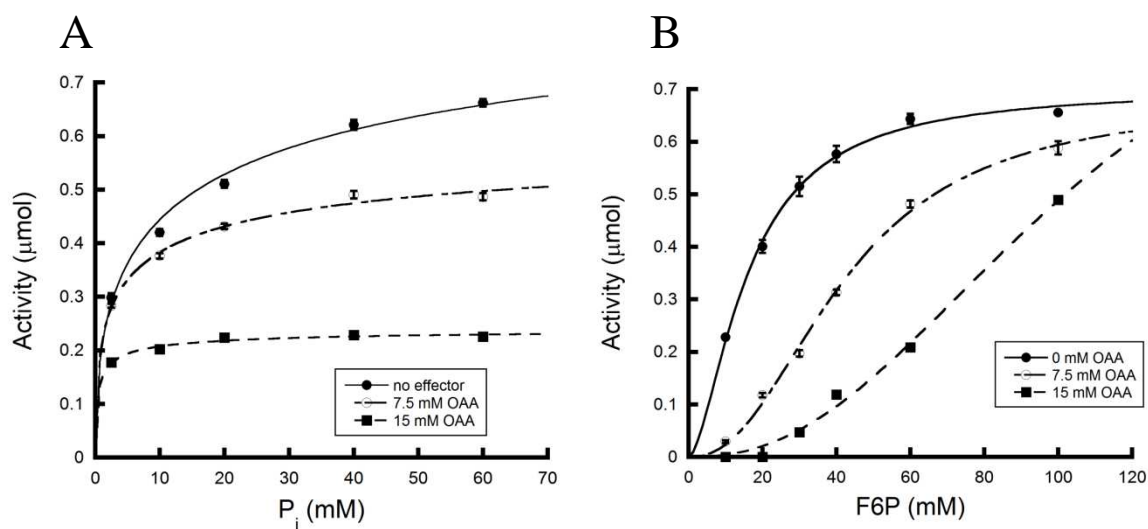 A
Activity (μmol)
0.7
0.6
0.5
0.4
0.3
0.2
0.1
0
no effector
7.5 mM OAA
15 mM OAA
0 10 20 30 40 50 60 70
Pi (mM)
B
Activity (μmol)
0.7
0.6
0.5
0.4
0.3
0.2
0.1
0
0 mM OAA
7.5 mM OAA
15 mM OAA
0 20 40 60 80 100 120
F6P (mM)